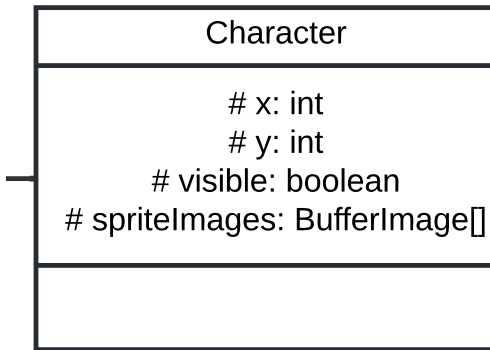 Character
# x: int
# y: int
# visible: boolean
# spriteImages: BufferImage[]